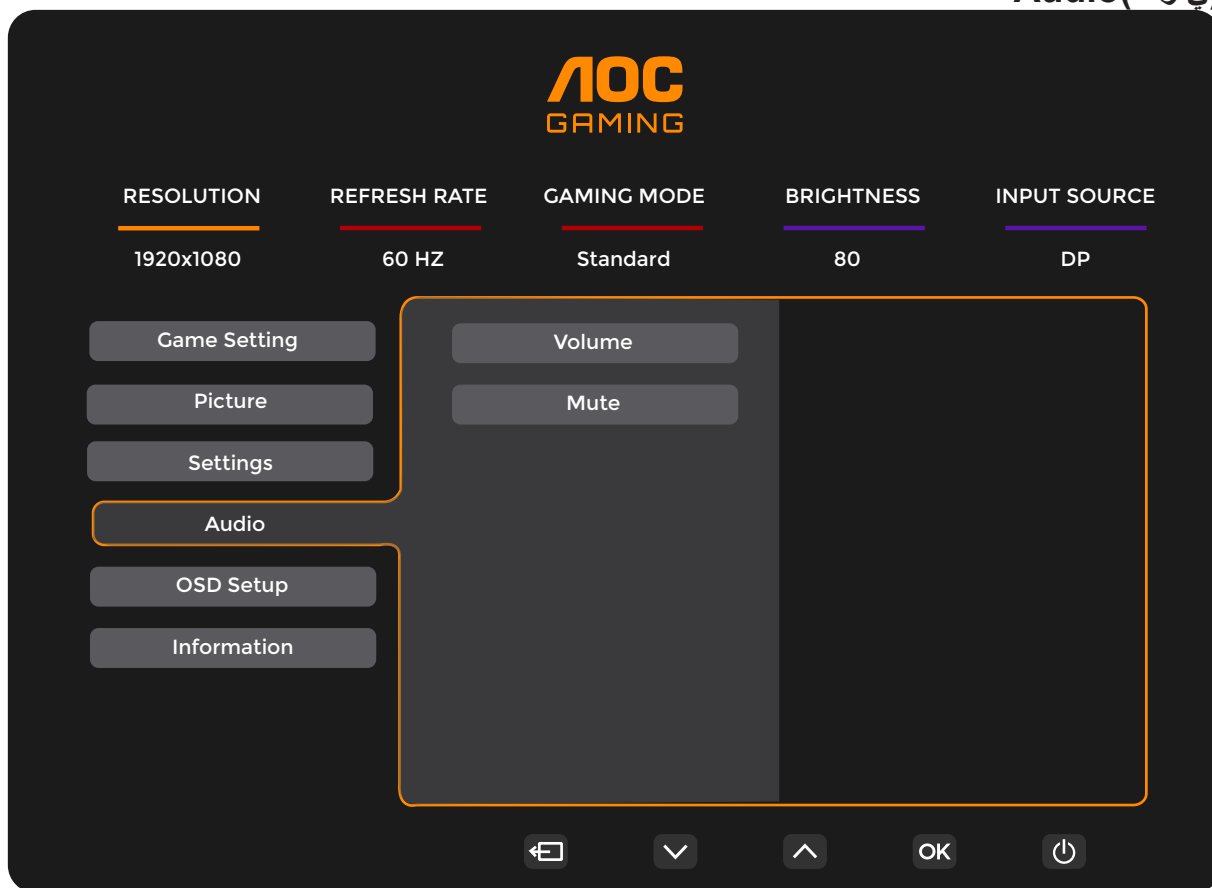 Audio(
AOC
GAMING
RESOLUTION REFRESH RATE GAMING MODE BRIGHTNESS INPUT SOURCE
1920x1080 60 HZ Standard 80 DP
Game Setting Volume
Picture Mute
Settings
Audio
OSD Setup
Information
OK